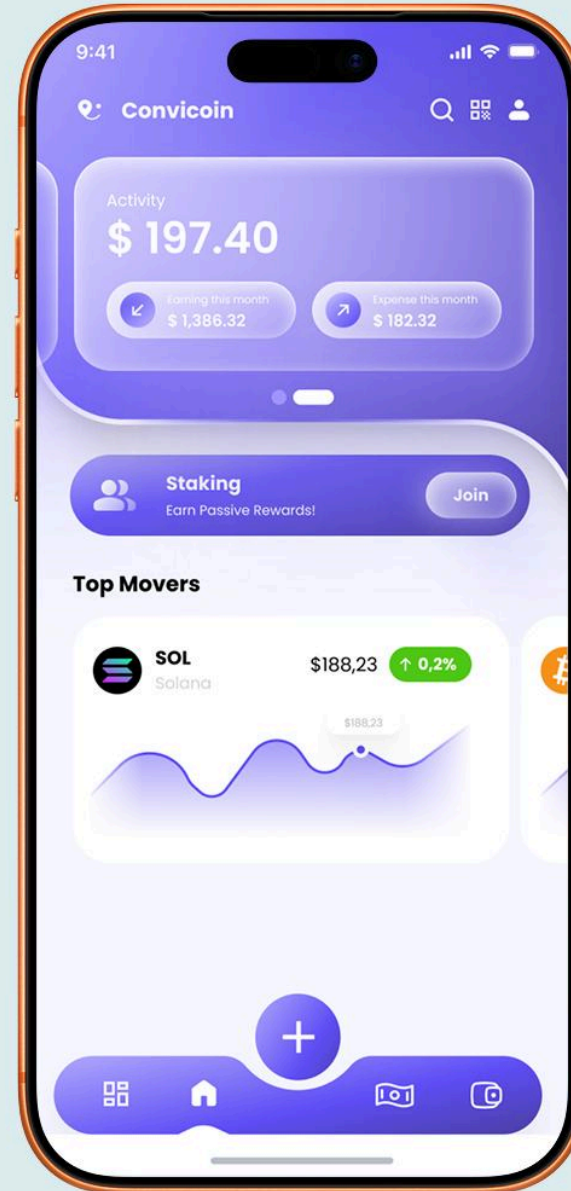 9:41
Convicoin
Activity
$ 197.40
Earning this month
$ 1,386.32
Expense this month
$ 182.32
Staking
Earn Passive Rewards!
Join
Top Movers
SOL
$188,23
↑ 0,2%
Solana
$188,23